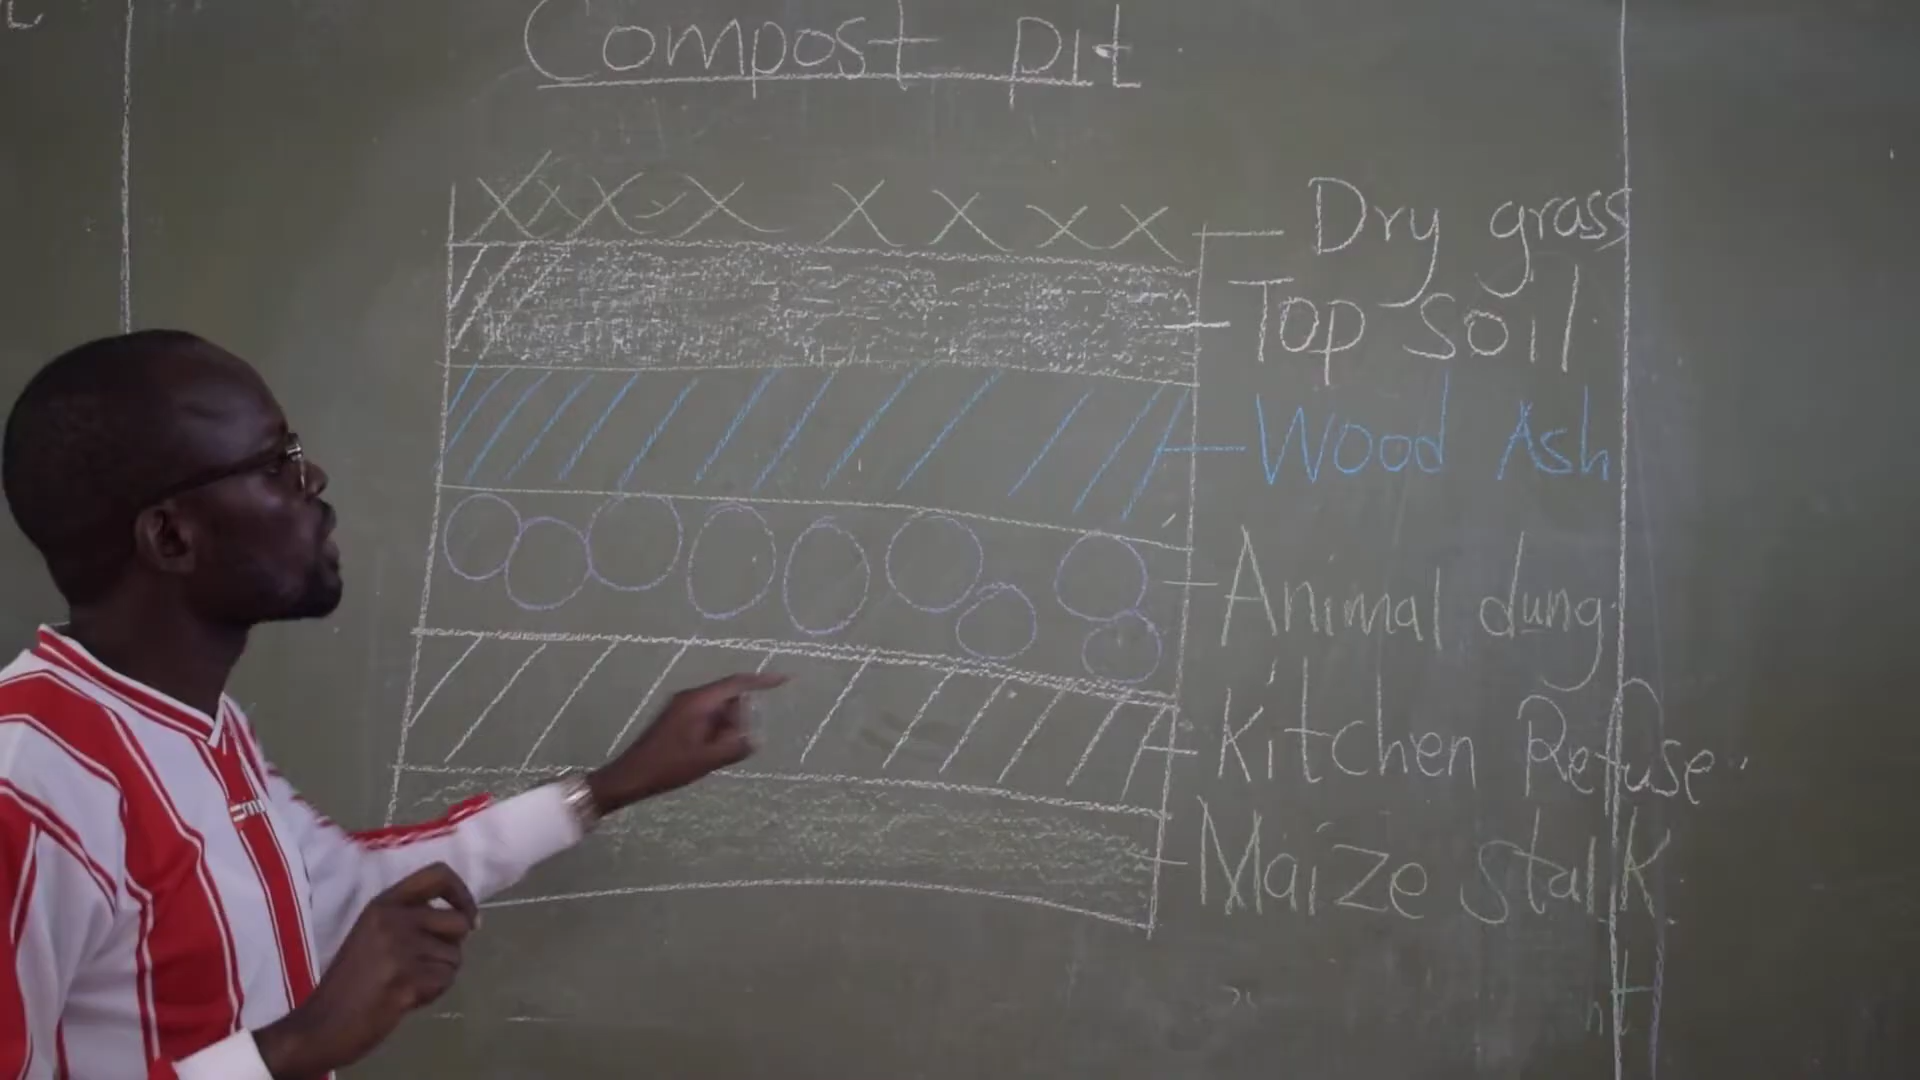 Compost pit
Dry grass
Top Soil
Wood Ash
Animal dung
Kitchen Refuse
Maize stalk